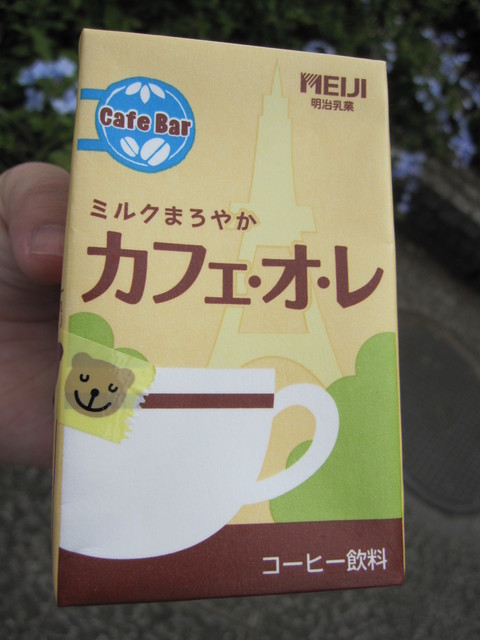 MEIJI
明治乳業
Cafe Bar
ミルクまろやか
カフェ・オ・レ
コーヒー飲料